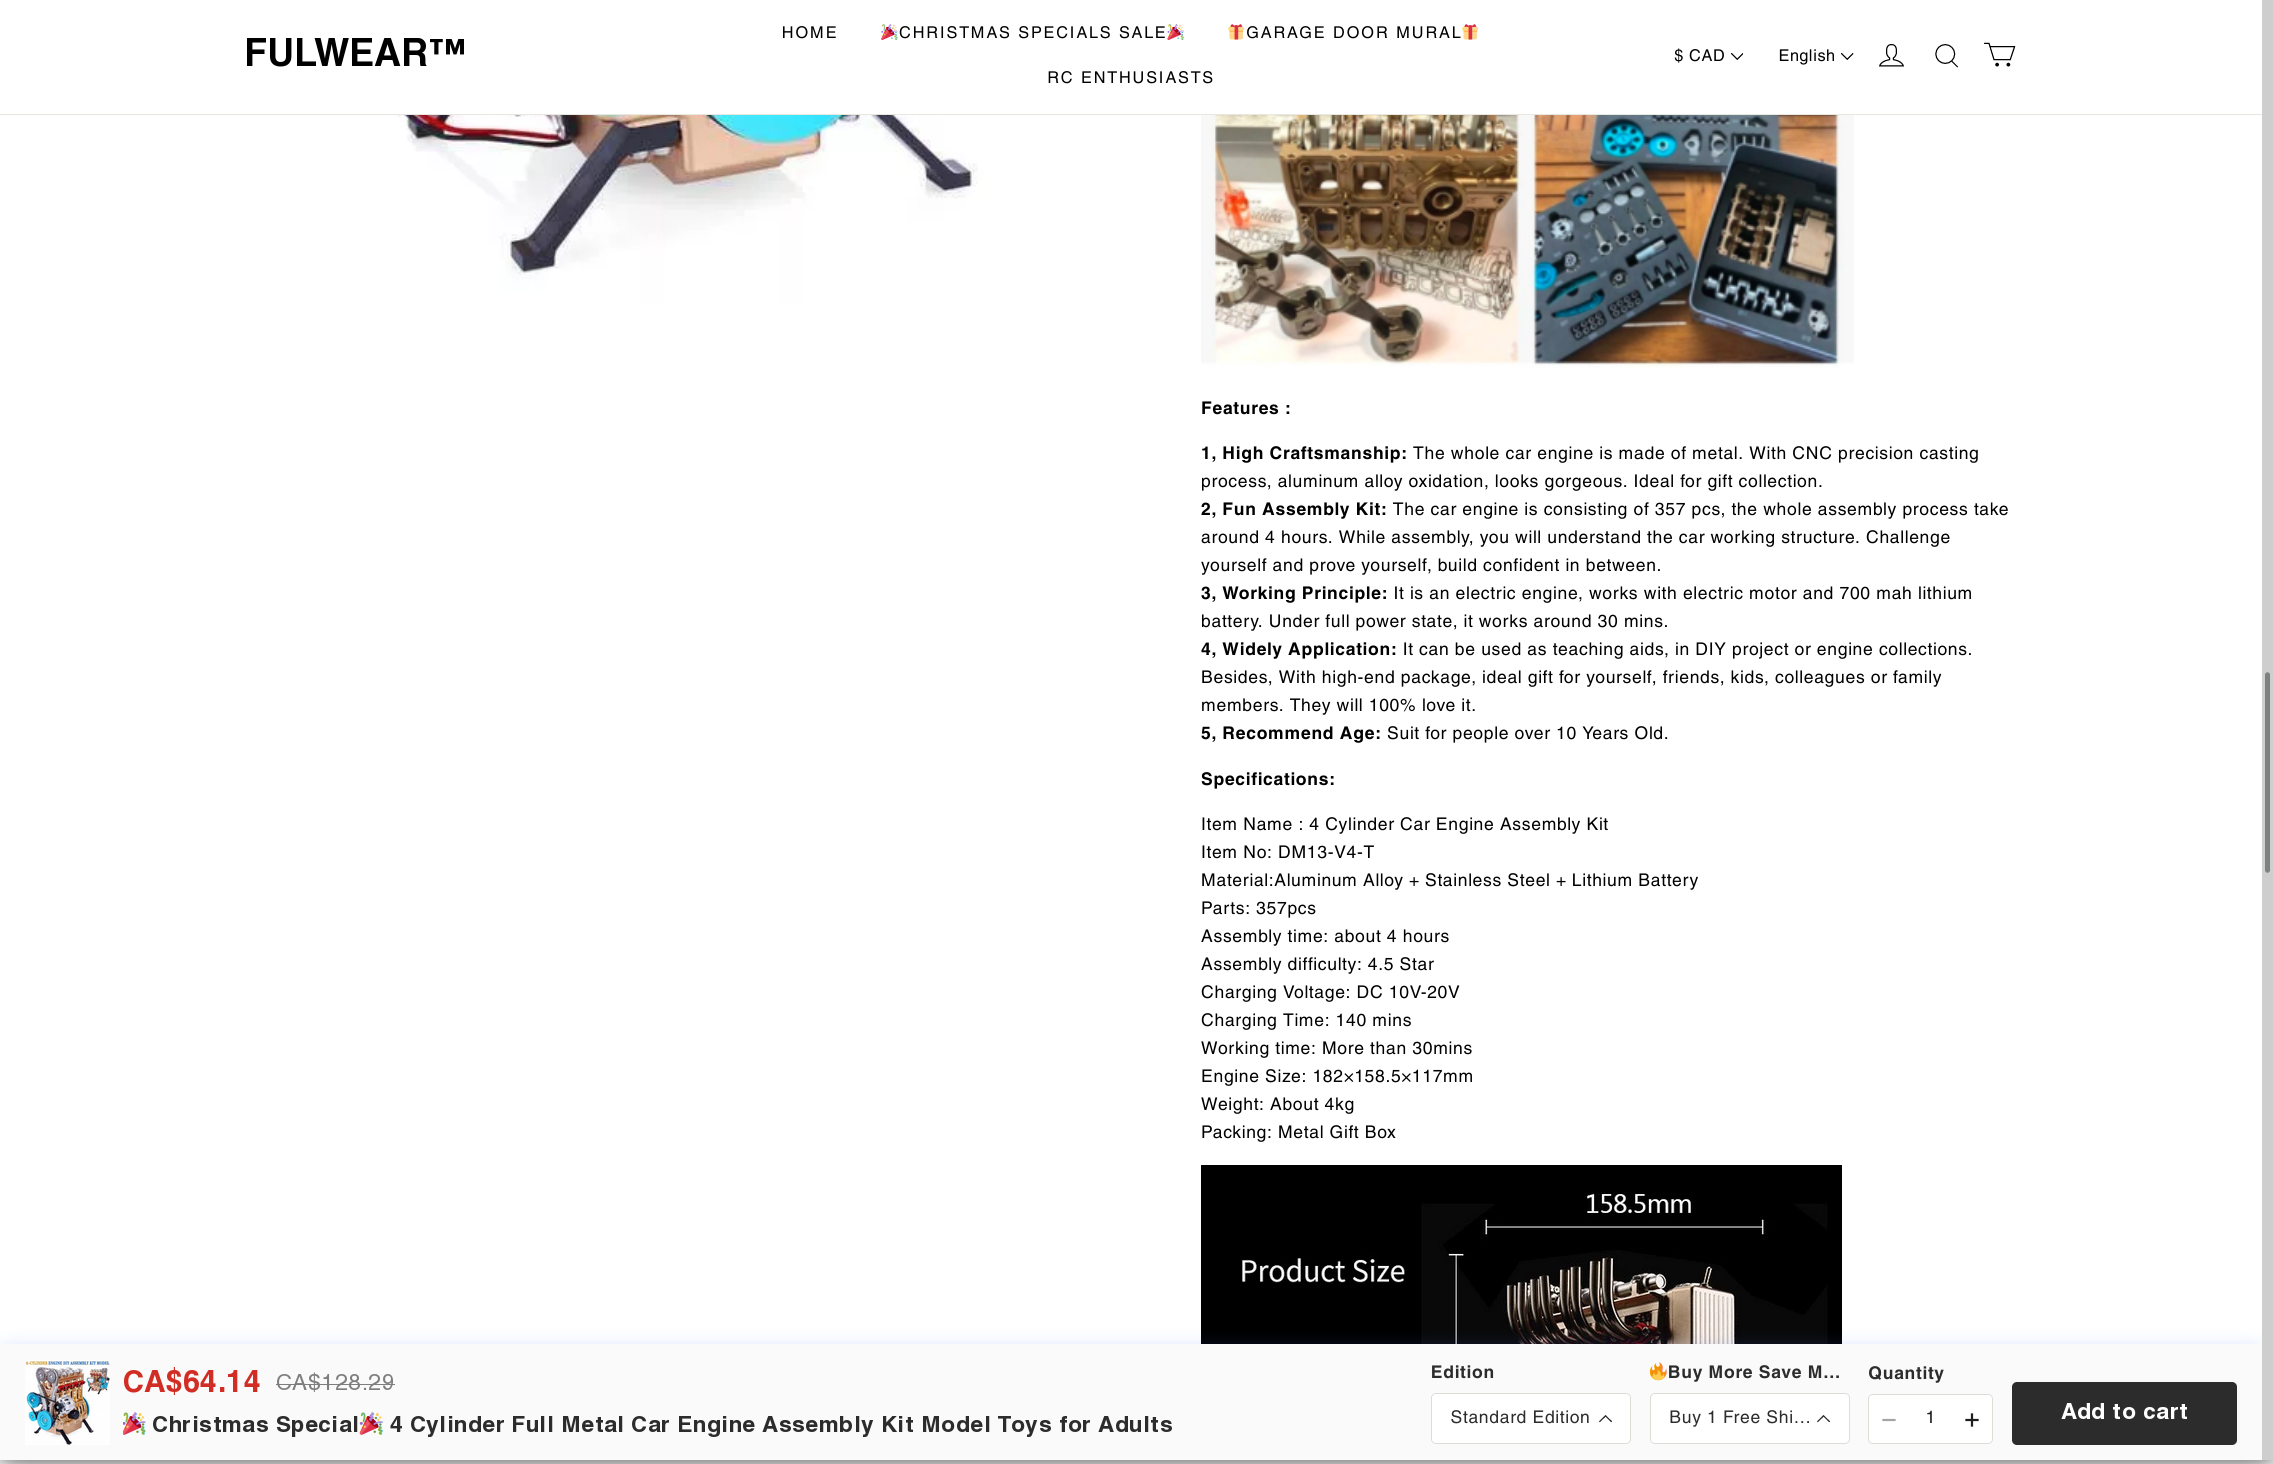 FULWEAR™
HOME
🎉CHRISTMAS SPECIALS SALE🎉
🎁GARAGE DOOR MURAL🎁
RC ENTHUSIASTS
$ CAD
English
Features :
1, High Craftsmanship: The whole car engine is made of metal. With CNC precision casting
process, aluminum alloy oxidation, looks gorgeous. Ideal for gift collection.
2, Fun Assembly Kit: The car engine is consisting of 357 pcs, the whole assembly process take
around 4 hours. While assembly, you will understand the car working structure. Challenge
yourself and prove yourself, build confident in between.
3, Working Principle: It is an electric engine, works with electric motor and 700 mah lithium
battery. Under full power state, it works around 30 mins.
4, Widely Application: It can be used as teaching aids, in DIY project or engine collections.
Besides, With high-end package, ideal gift for yourself, friends, kids, colleagues or family
members. They will 100% love it.
5, Recommend Age: Suit for people over 10 Years Old.
Specifications:
Item Name : 4 Cylinder Car Engine Assembly Kit
Item No: DM13-V4-T
Material:Aluminum Alloy + Stainless Steel + Lithium Battery
Parts: 357pcs
Assembly time: about 4 hours
Assembly difficulty: 4.5 Star
Charging Voltage: DC 10V-20V
Charging Time: 140 mins
Working time: More than 30mins
Engine Size: 182×158.5×117mm
Weight: About 4kg
Packing: Metal Gift Box
158.5mm
Product Size
CA$64.14 CA$128.29
🎉 Christmas Special🎉 4 Cylinder Full Metal Car Engine Assembly Kit Model Toys for Adults
Edition
Standard Edition
🔥Buy More Save M...
Buy 1 Free Shi...
Quantity
− 1 +
Add to cart